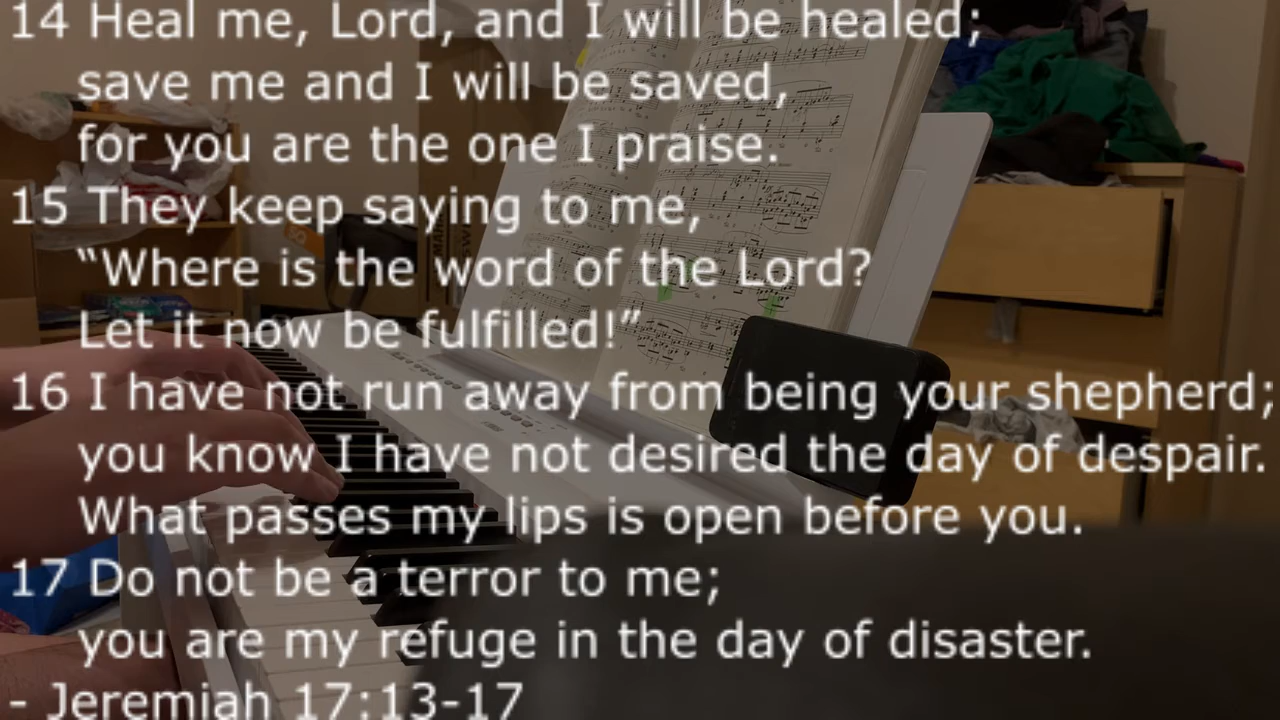 14 Heal me, Lord, and I will be healed;
save me and I will be saved,
for you are the one I praise.
15 They keep saying to me,
“Where is the word of the Lord?
Let it now be fulfilled!”
16 I have not run away from being your shepherd;
you know I have not desired the day of despair.
What passes my lips is open before you.
17 Do not be a terror to me;
you are my refuge in the day of disaster.
- Jeremiah 17:13-17